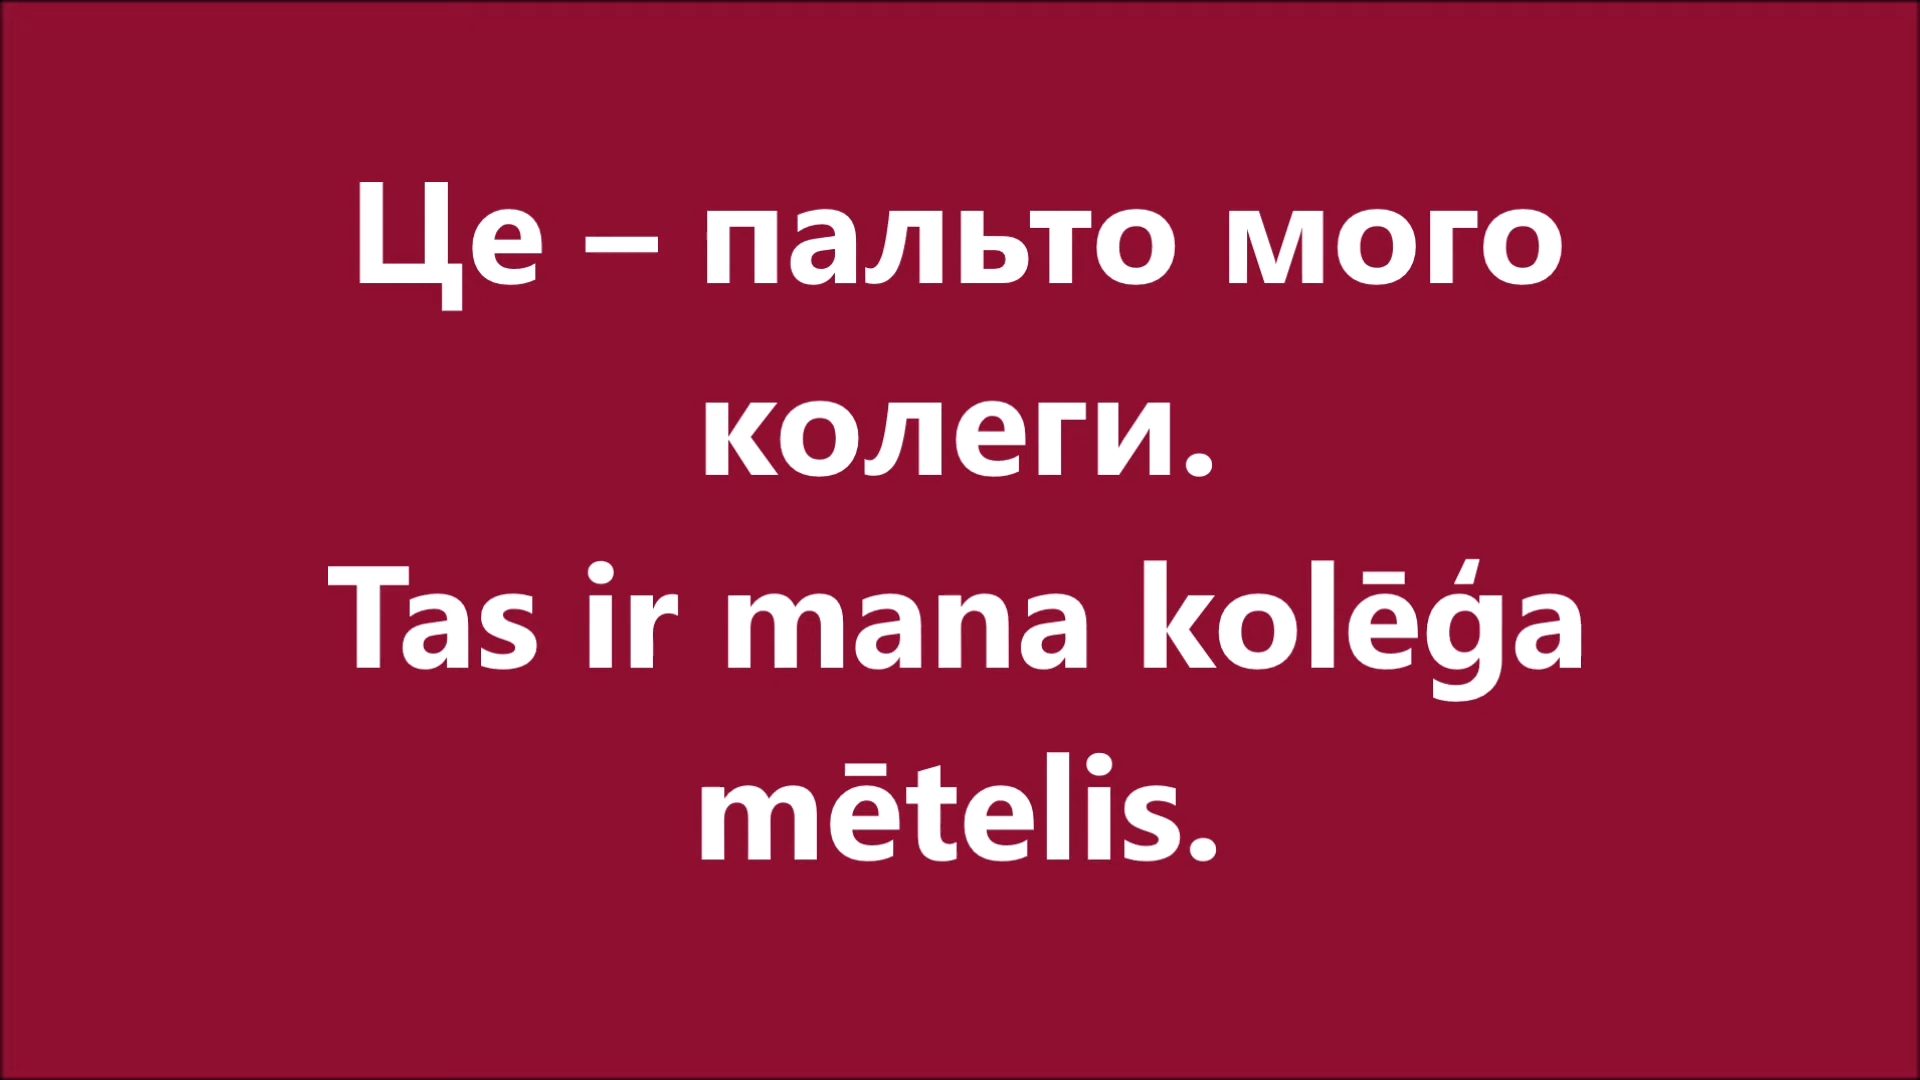 Це – пальто мого
колеги.
Tas ir mana kolēģa
mētelis.